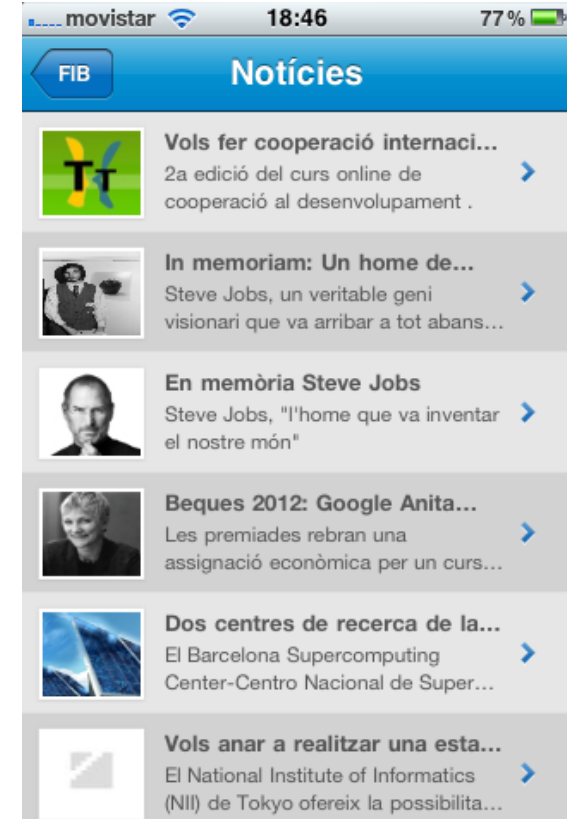 movistar 18:46 77%
FIB Notícies
Vols fer cooperació internaci...
2a edició del curs online de
cooperació al desenvolupament .
In memoriam: Un home de...
Steve Jobs, un veritable geni
visionari que va arribar a tot abans...
En memòria Steve Jobs
Steve Jobs, "l'home que va inventar
el nostre món"
Beques 2012: Google Anita...
Les premiades rebran una
assignació econòmica per un curs...
Dos centres de recerca de la...
El Barcelona Supercomputing
Center-Centro Nacional de Super...
Vols anar a realitzar una esta...
El National Institute of Informatics
(NII) de Tokyo ofereix la possibilita...